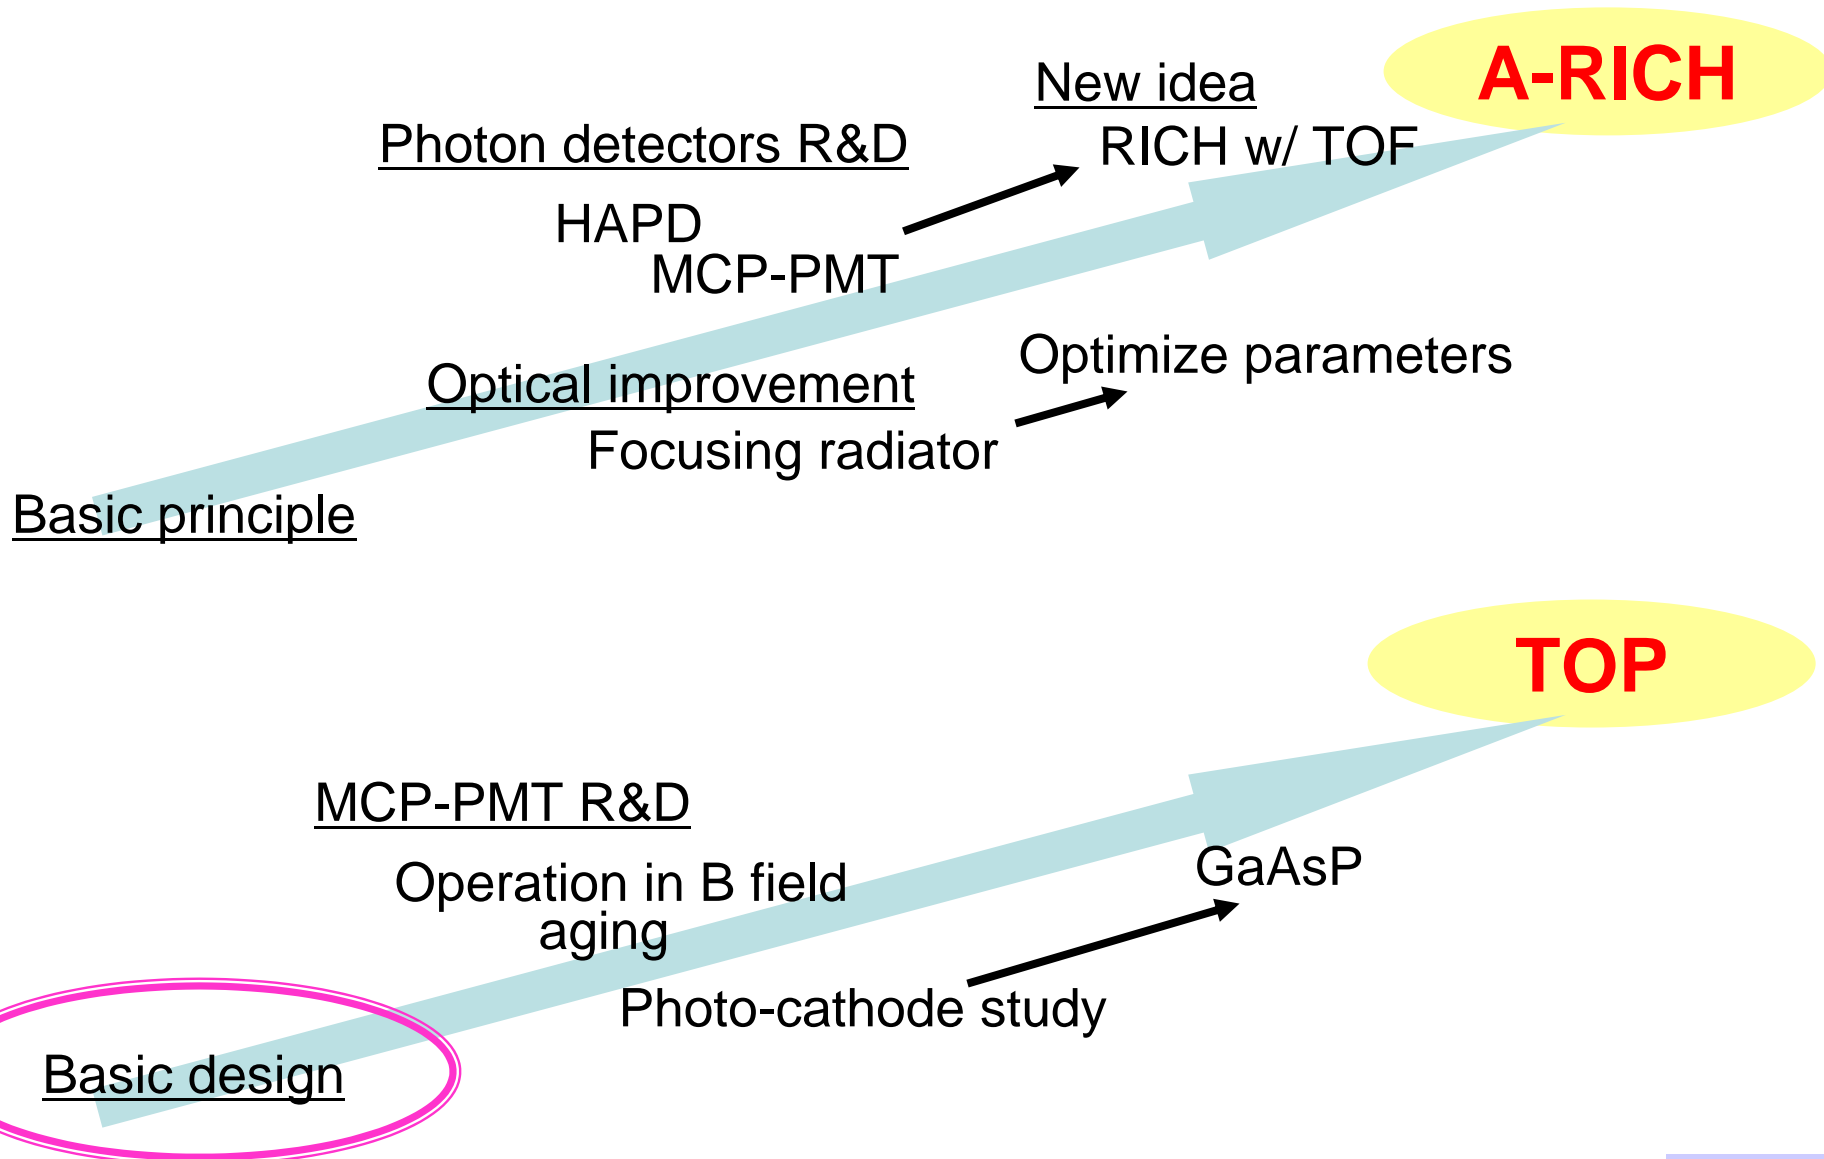 A-RICH
New idea
RICH w/ TOF
Photon detectors R&D
HAPD
MCP-PMT
Optimize parameters
Optical improvement
Focusing radiator
Basic principle
TOP
MCP-PMT R&D
Operation in B field
aging
GaAsP
Photo-cathode study
Basic design